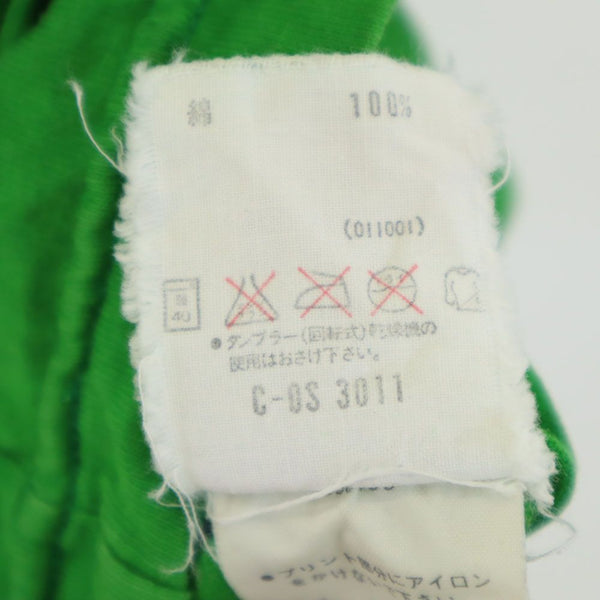 綿 100%
(011001)
40
●タンブラー(回転式)乾燥機の
使用はおさけ下さい。
C-OS 3011
●プリント部分にアイロン